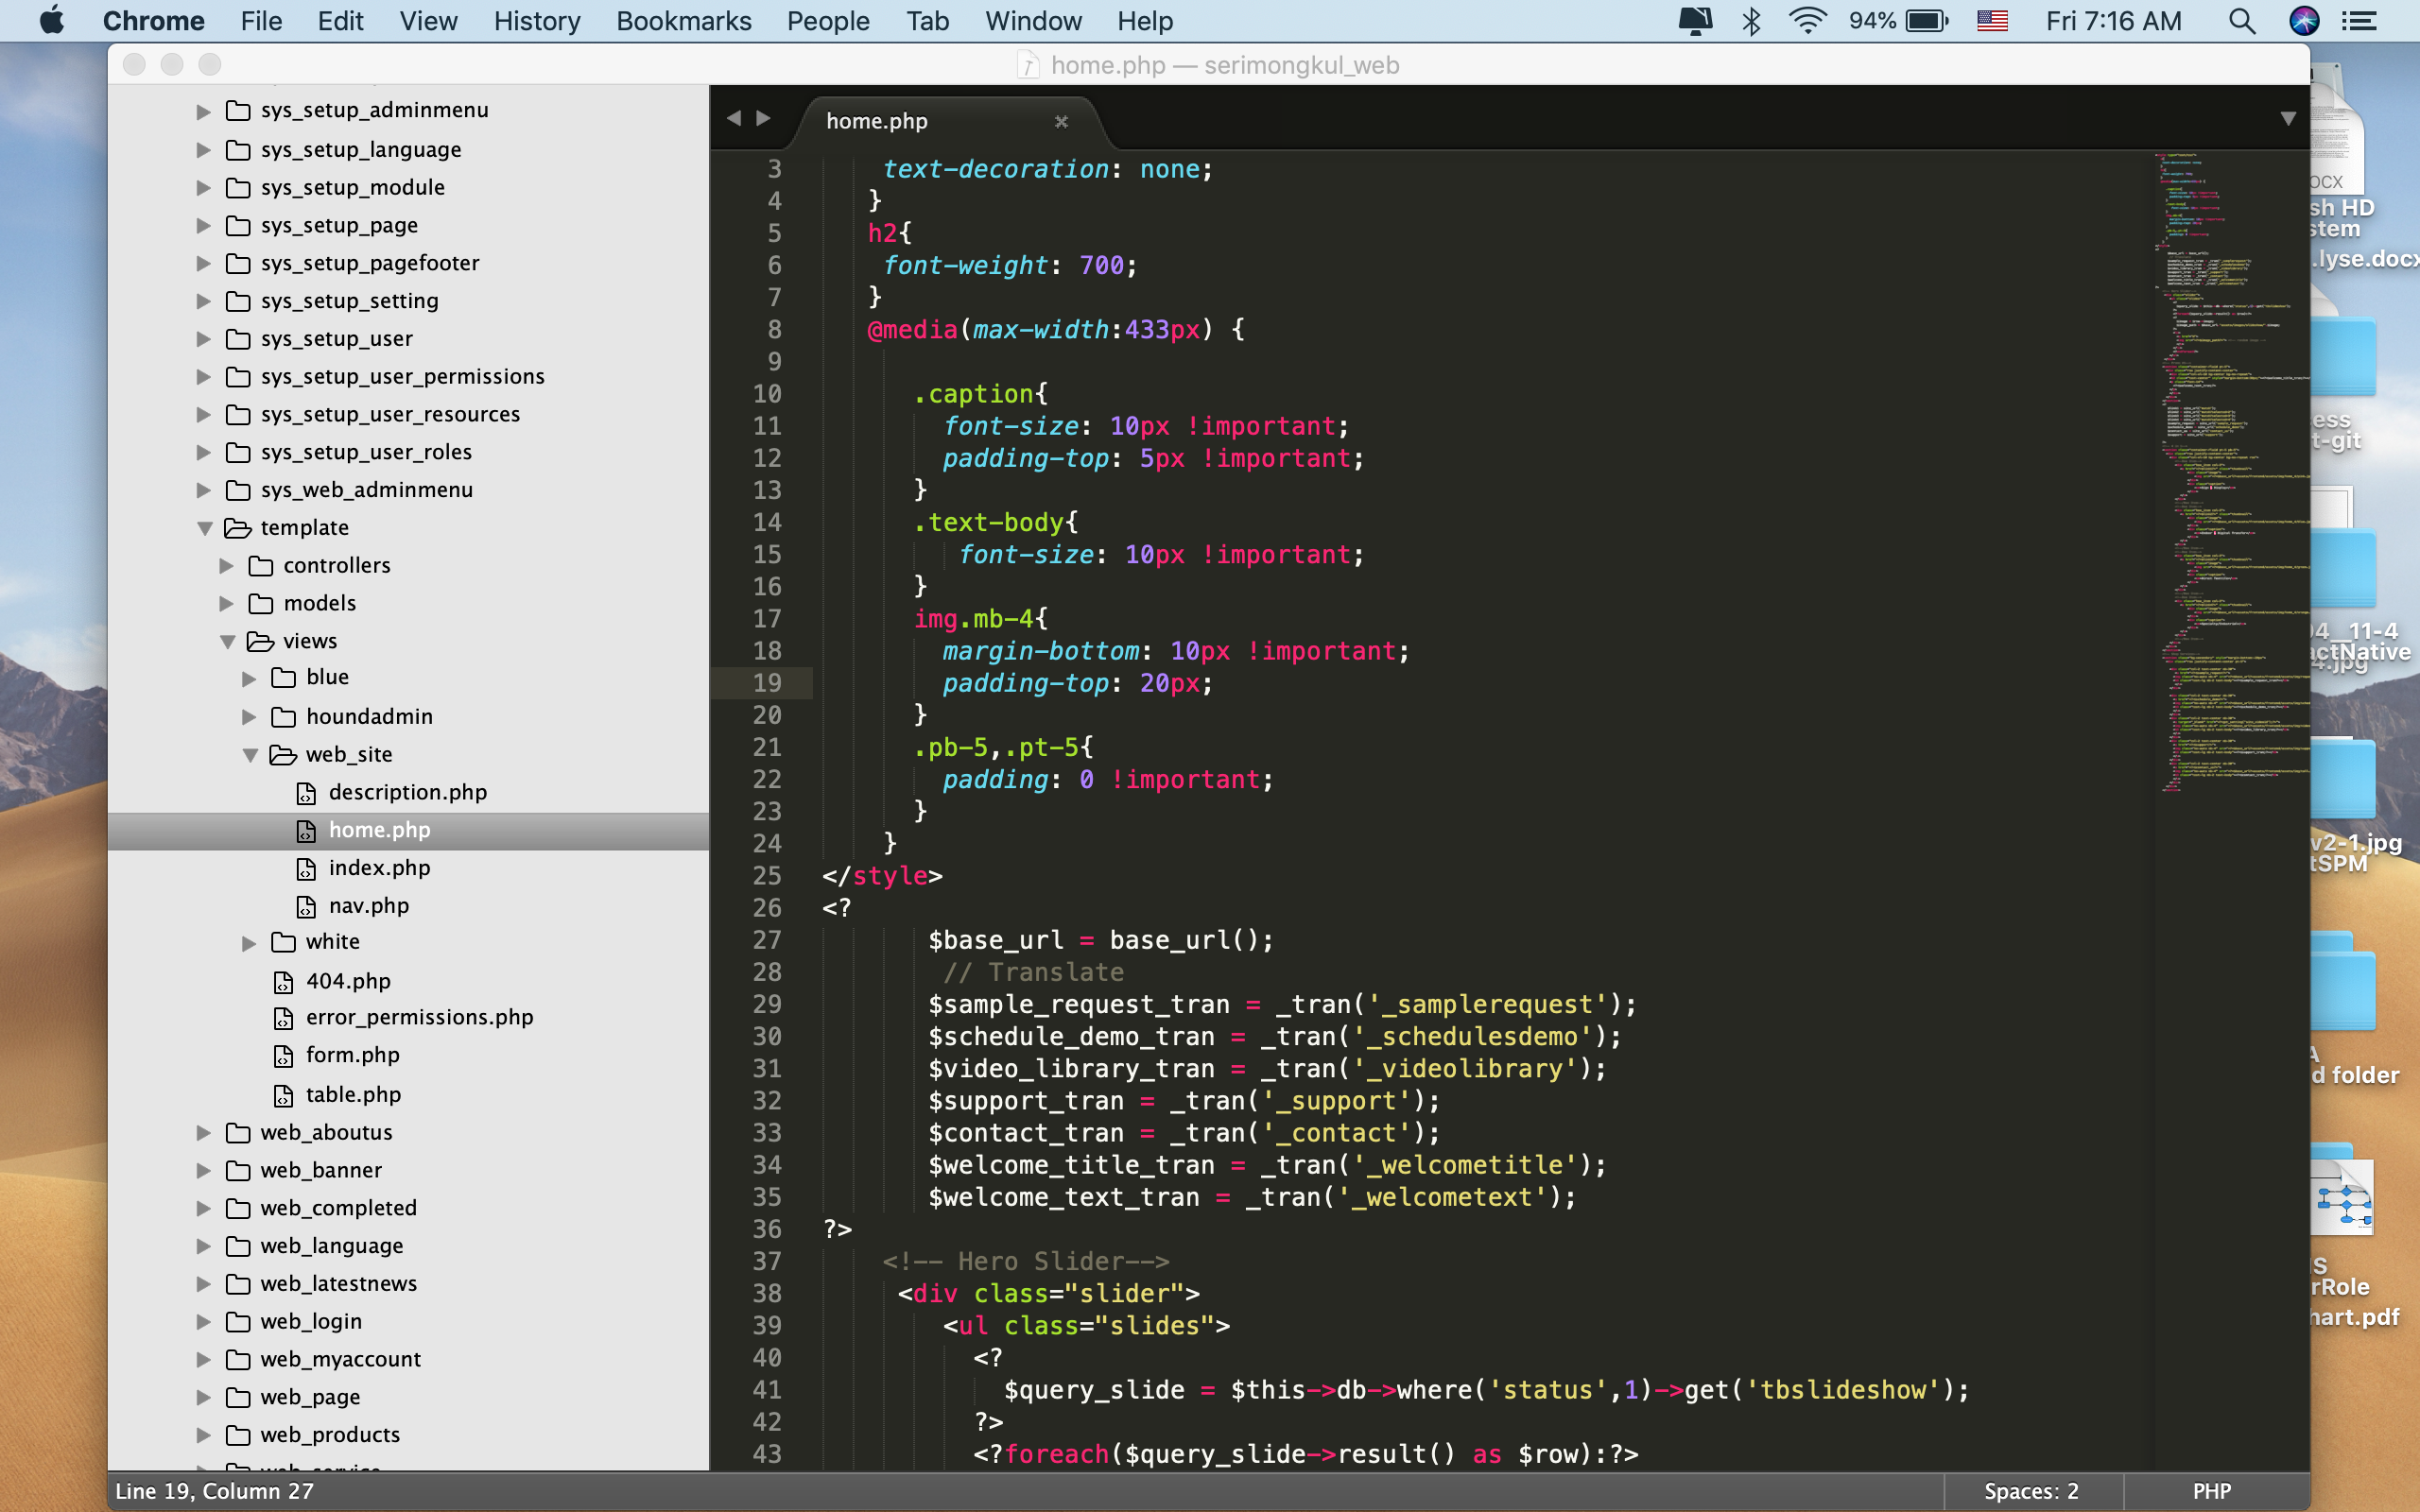 Chrome File Edit View History Bookmarks People Tab Window Help 94% Fri 7:16 AM
home.php — serimongkul_web
sys_setup_adminmenu
sys_setup_language
sys_setup_module
sys_setup_page
sys_setup_pagefooter
sys_setup_setting
sys_setup_user
sys_setup_user_permissions
sys_setup_user_resources
sys_setup_user_roles
sys_web_adminmenu
template
controllers
models
views
blue
houndadmin
web_site
description.php
home.php
index.php
nav.php
white
404.php
error_permissions.php
form.php
table.php
web_aboutus
web_banner
web_completed
web_language
web_latestnews
web_login
web_myaccount
web_page
web_products
home.php
3 text-decoration: none;
4 }
5 h2{
6 font-weight: 700;
7 }
8 @media(max-width:433px) {
9
10 .caption{
11 font-size: 10px !important;
12 padding-top: 5px !important;
13 }
14 .text-body{
15 font-size: 10px !important;
16 }
17 img.mb-4{
18 margin-bottom: 10px !important;
19 padding-top: 20px;
20 }
21 .pb-5,.pt-5{
22 padding: 0 !important;
23 }
24 }
25 </style>
26 <?
27 $base_url = base_url();
28 // Translate
29 $sample_request_tran = _tran('_samplerequest');
30 $schedule_demo_tran = _tran('_schedulesdemo');
31 $video_library_tran = _tran('_videolibrary');
32 $support_tran = _tran('_support');
33 $contact_tran = _tran('_contact');
34 $welcome_title_tran = _tran('_welcometitle');
35 $welcome_text_tran = _tran('_welcometext');
36 ?>
37 <!-- Hero Slider-->
38 <div class="slider">
39 <ul class="slides">
40 <?
41 $query_slide = $this->db->where('status',1)->get('tbslideshow');
42 ?>
43 <?foreach($query_slide->result() as $row):?>
Line 19, Column 27 Spaces: 2 PHP
OCX
sh HD
stem
.lyse.docx
ess
t-git
04__11-4
actNative
4.jpg
v2-1.jpg
tSPM
A
d folder
rRole
hart.pdf